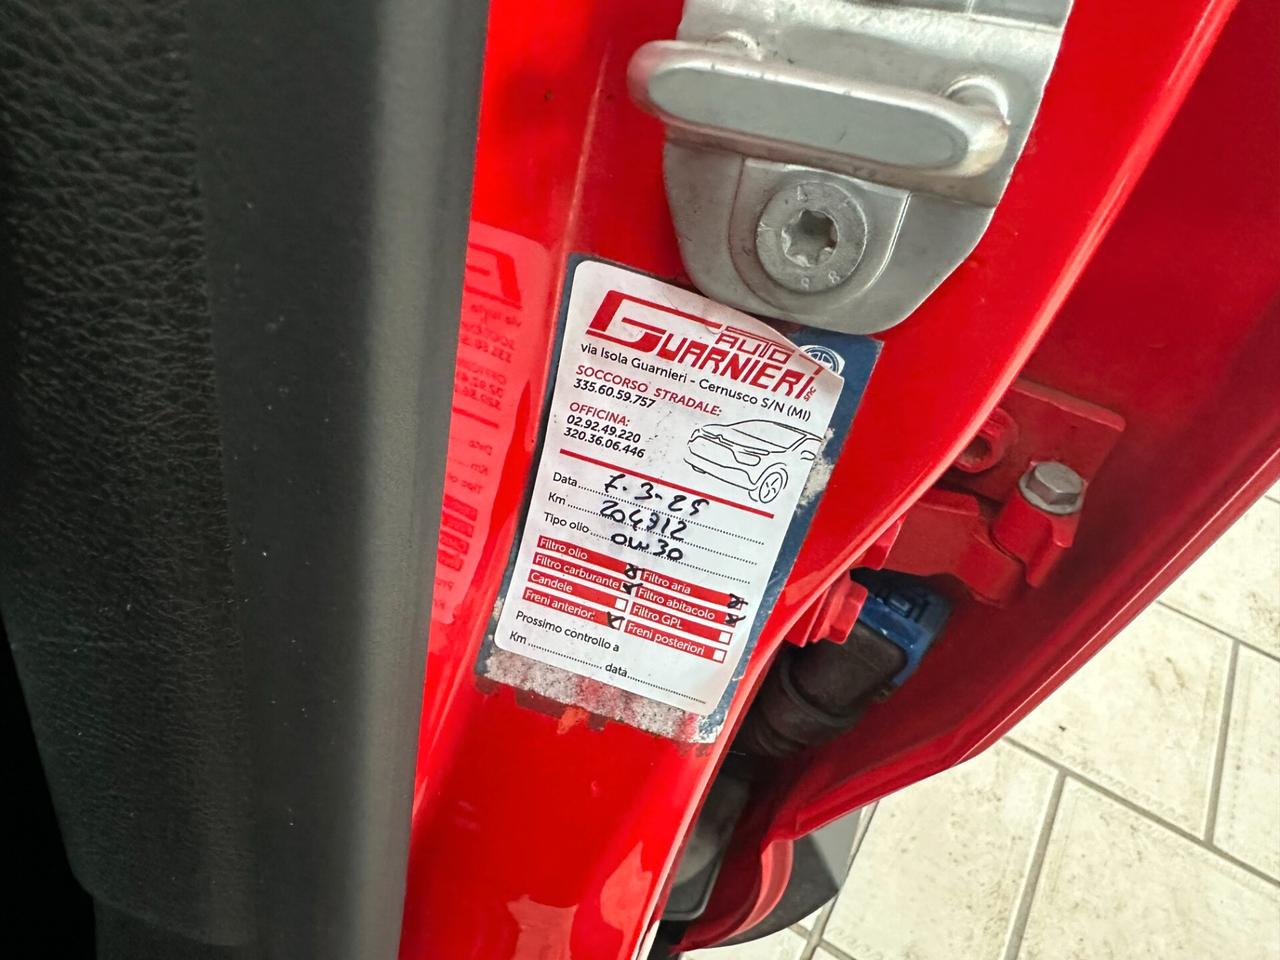 AUTO
GUARNIERI snc
via Isola Guarnieri - Cernusco S/N (MI)
SOCCORSO STRADALE:
335.60.59.757
OFFICINA:
02.92.49.220
320.36.06.446
Data 7-3-25
Km 204312
Tipo olio 0W30
Filtro olio Filtro aria
Filtro carburante Filtro abitacolo
Candele Filtro GPL
Freni anteriori Freni posteriori
Prossimo controllo a
Km data